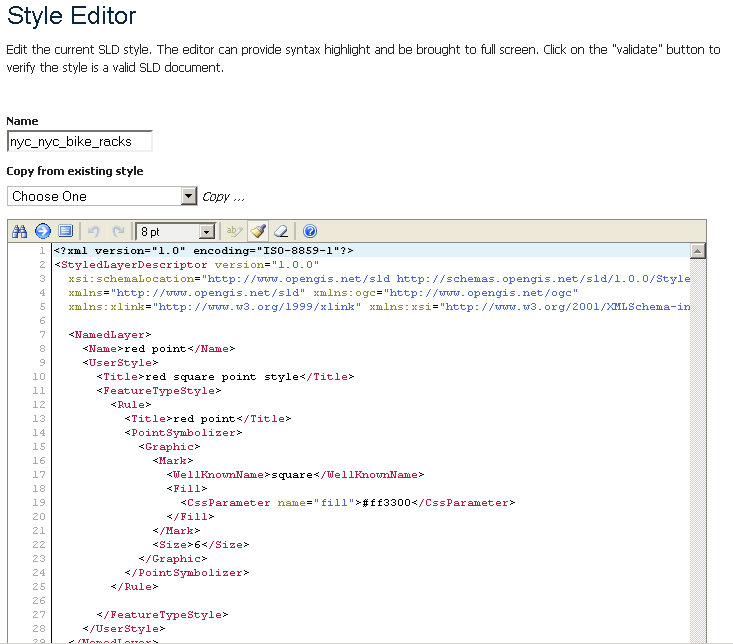 Style Editor
Edit the current SLD style. The editor can provide syntax highlight and be brought to full screen. Click on the "validate" button to
verify the style is a valid SLD document.
Name
nyc_nyc_bike_racks
Copy from existing style
Choose One Copy ...
8 pt
1 <?xml version="1.0" encoding="ISO-8859-1"?>
2 <StyledLayerDescriptor version="1.0.0"
3 xsi:schemaLocation="http://www.opengis.net/sld http://schemas.opengis.net/sld/1.0.0/Style
4 xmlns="http://www.opengis.net/sld" xmlns:ogc="http://www.opengis.net/ogc"
5 xmlns:xlink="http://www.w3.org/1999/xlink" xmlns:xsi="http://www.w3.org/2001/XMLSchema-in
6
7 <NamedLayer>
8 <Name>red point</Name>
9 <UserStyle>
10 <Title>red square point style</Title>
11 <FeatureTypeStyle>
12 <Rule>
13 <Title>red point</Title>
14 <PointSymbolizer>
15 <Graphic>
16 <Mark>
17 <WellKnownName>square</WellKnownName>
18 <Fill>
19 <CssParameter name="fill">#ff3300</CssParameter>
20 </Fill>
21 </Mark>
22 <Size>6</Size>
23 </Graphic>
24 </PointSymbolizer>
25 </Rule>
26
27 </FeatureTypeStyle>
28 </UserStyle>
29 </NamedLayer>